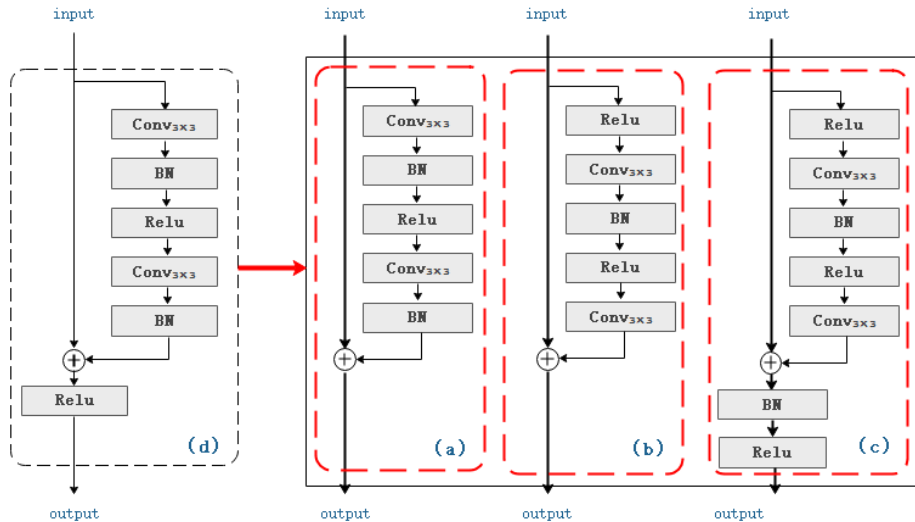 input
Conv3×3
BN
Relu
Conv3×3
BN
+
Relu
(d)
output
input
Conv3×3
BN
Relu
Conv3×3
BN
+
(a)
output
input
Relu
Conv3×3
BN
Relu
Conv3×3
+
(b)
output
input
Relu
Conv3×3
BN
Relu
Conv3×3
+
BN
Relu
(c)
output